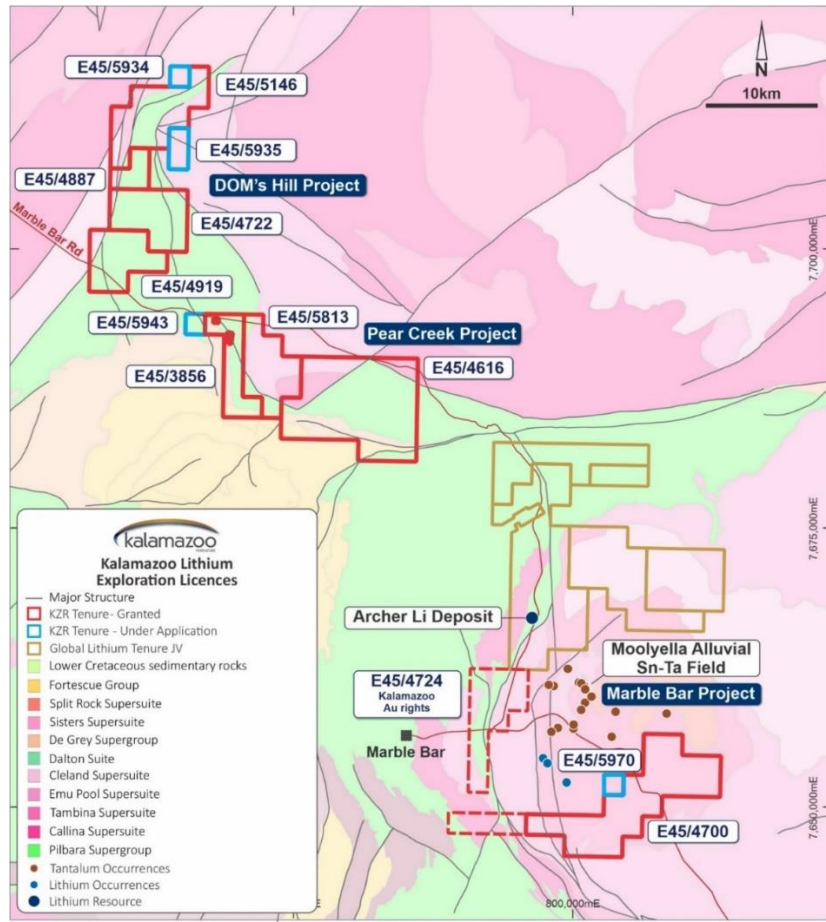 E45/5934
E45/5146
N
10km
E45/5935
E45/4887
DOM's Hill Project
Marble Bar Rd
E45/4722
7,700,000mE
E45/4919
E45/5943
E45/5813
Pear Creek Project
E45/4616
E45/3856
7,675,000mE
Archer Li Deposit
Moolyella Alluvial
Sn-Ta Field
E45/4724
Kalamazoo
Au rights
Marble Bar Project
Marble Bar
E45/5970
E45/4700
7,650,000mE
800,000mE
kalamazoo
resources
Kalamazoo Lithium
Exploration Licences
Major Structure
KZR Tenure- Granted
KZR Tenure - Under Application
Global Lithium Tenure JV
Lower Cretaceous sedimentary rocks
Fortescue Group
Split Rock Supersuite
Sisters Supersuite
De Grey Supergroup
Dalton Suite
Cleland Supersuite
Emu Pool Supersuite
Tambina Supersuite
Callina Supersuite
Pilbara Supergroup
Tantalum Occurrences
Lithium Occurrences
Lithium Resource